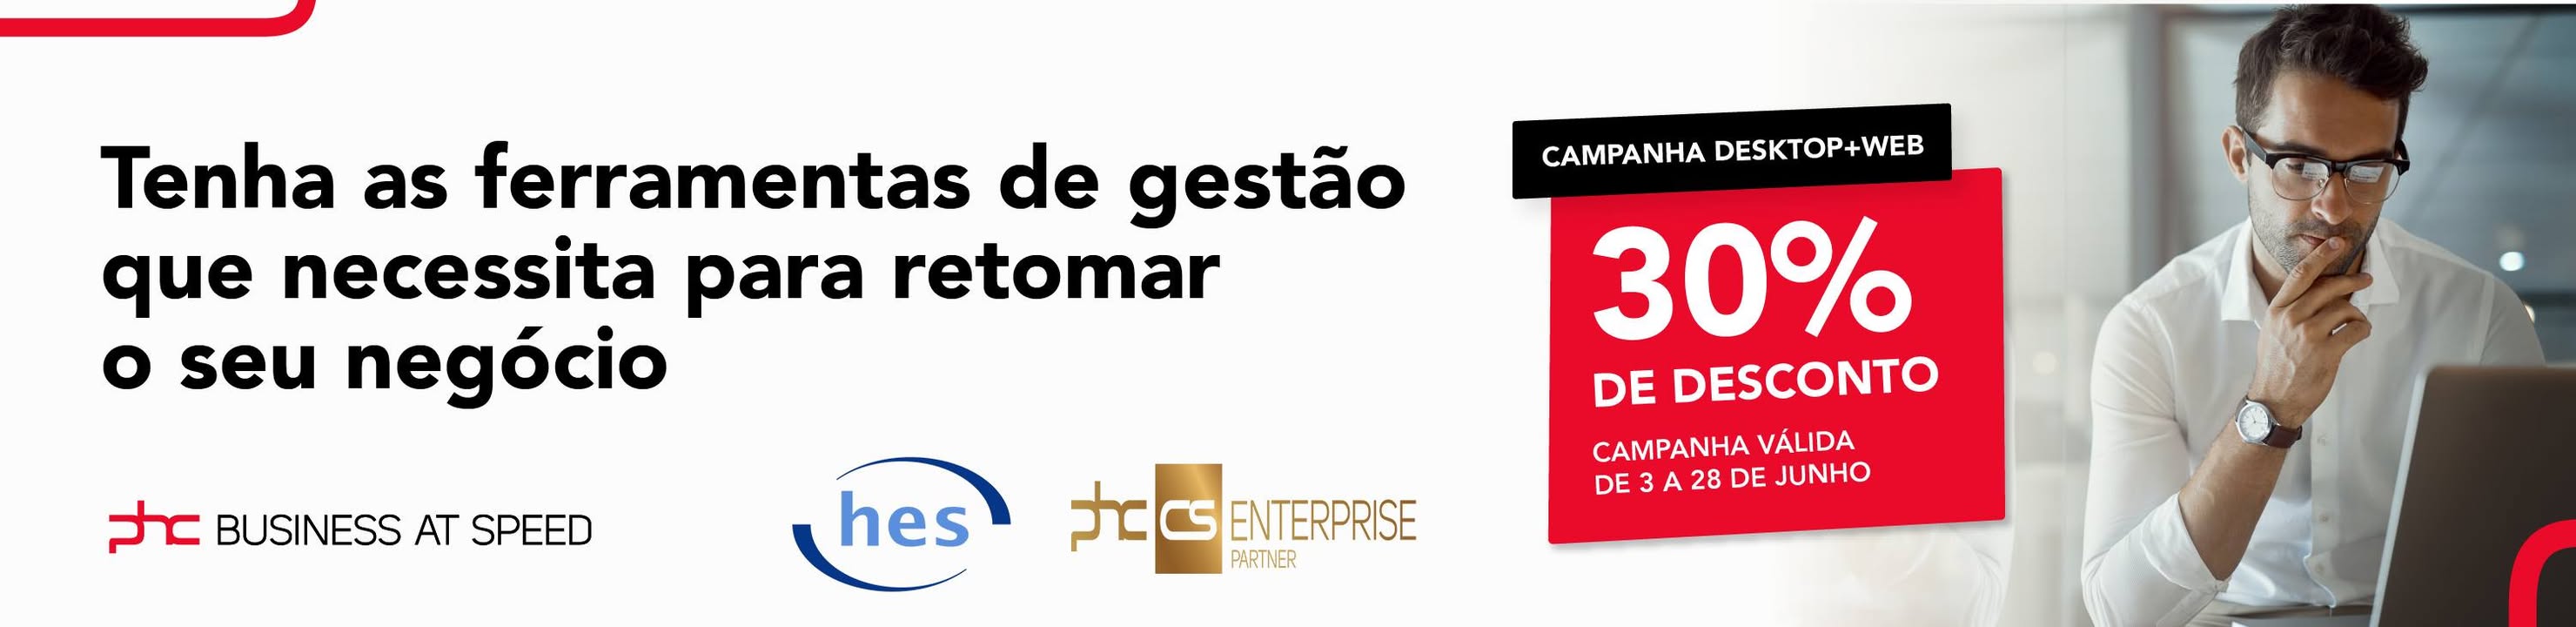 Tenha as ferramentas de gestão
que necessita para retomar
o seu negócio
phc BUSINESS AT SPEED
hes
phc cs ENTERPRISE
PARTNER
CAMPANHA DESKTOP+WEB
30%
DE DESCONTO
CAMPANHA VÁLIDA
DE 3 A 28 DE JUNHO